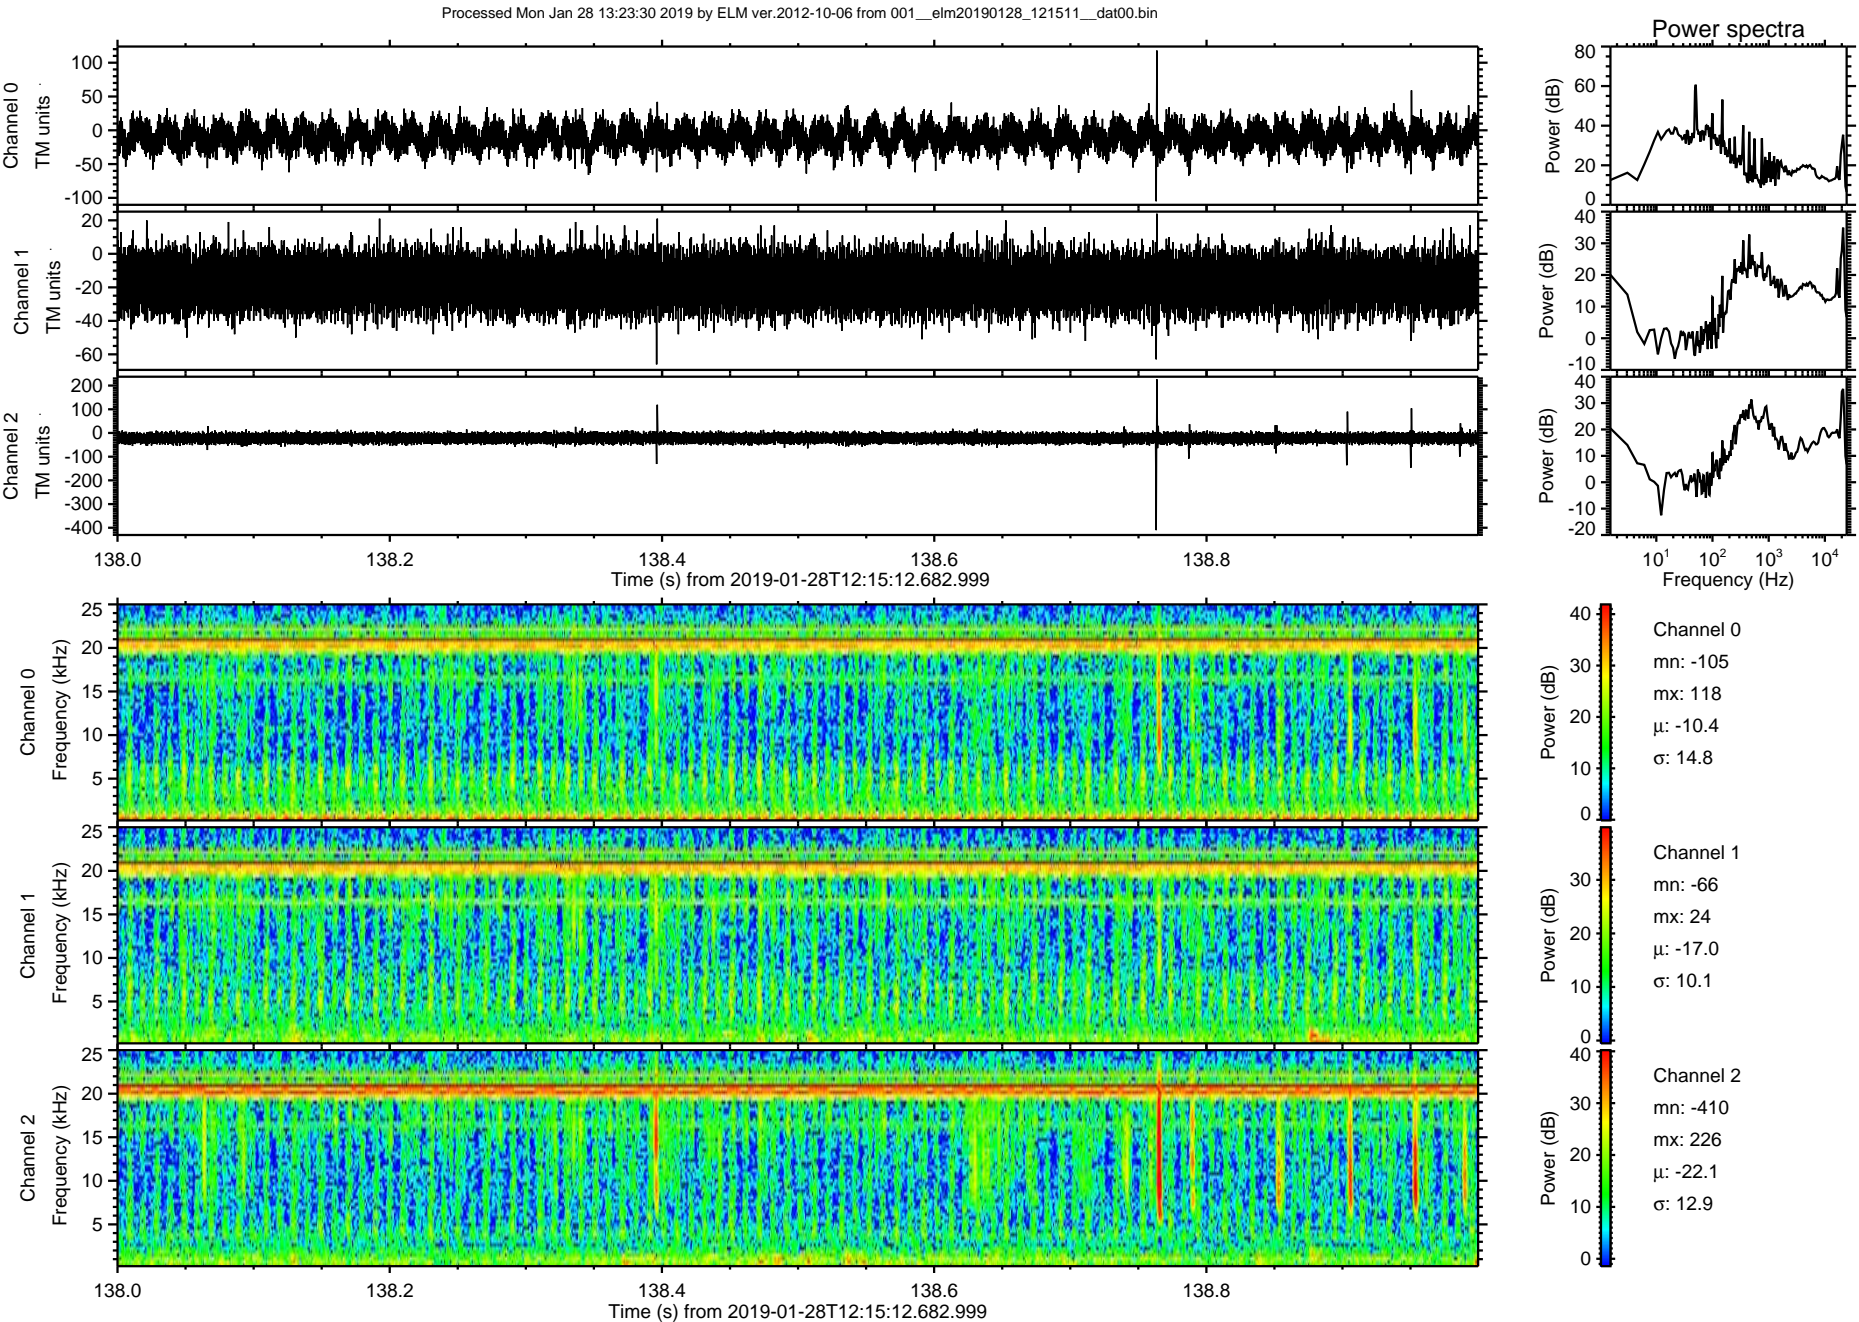 Processed Mon Jan 28 13:23:30 2019 by ELM ver.2012-10-06 from 001__elm20190128_121511__dat00.bin
Power spectra
Channel 0
TM units
100
50
0
-50
-100
Power (dB)
80
60
40
20
0
Channel 1
TM units
20
0
-20
-40
-60
Power (dB)
40
30
20
10
0
-10
Channel 2
TM units
200
100
0
-100
-200
-300
-400
Power (dB)
40
30
20
10
0
-10
-20
138.0 138.2 138.4 138.6 138.8
Time (s) from 2019-01-28T12:15:12.682.999
10¹ 10² 10³ 10⁴
Frequency (Hz)
Channel 0
Frequency (kHz)
25
20
15
10
5
Power (dB)
40
30
20
10
0
Channel 0
mn: -105
mx: 118
μ: -10.4
σ: 14.8
Channel 1
Frequency (kHz)
25
20
15
10
5
Power (dB)
30
20
10
0
Channel 1
mn: -66
mx: 24
μ: -17.0
σ: 10.1
Channel 2
Frequency (kHz)
25
20
15
10
5
Power (dB)
40
30
20
10
0
Channel 2
mn: -410
mx: 226
μ: -22.1
σ: 12.9
138.0 138.2 138.4 138.6 138.8
Time (s) from 2019-01-28T12:15:12.682.999